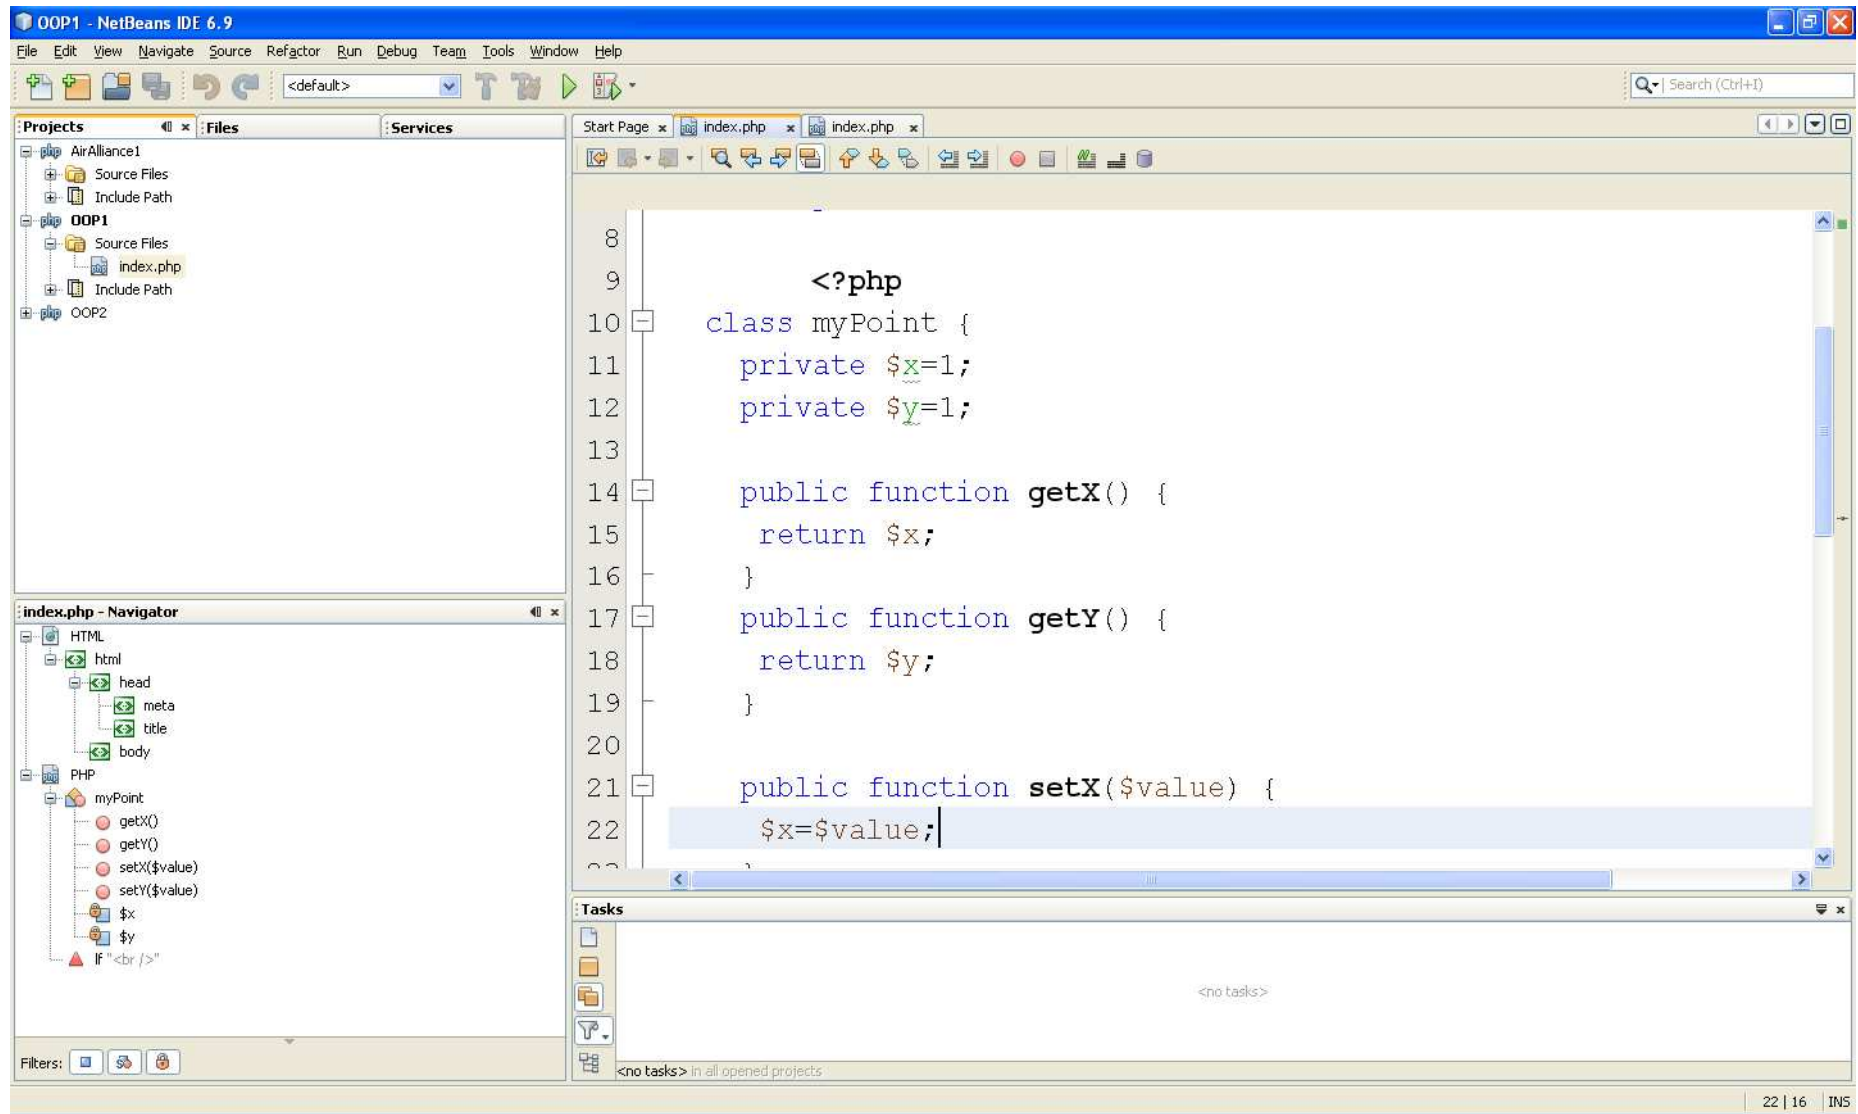 OOP1 - NetBeans IDE 6.9
File Edit View Navigate Source Refactor Run Debug Team Tools Window Help
<default>
Search (Ctrl+I)
Projects Files Services
AirAlliance1
Source Files
Include Path
OOP1
Source Files
index.php
Include Path
OOP2
index.php - Navigator
HTML
html
head
meta
title
body
PHP
myPoint
getX()
getY()
setX($value)
setY($value)
$x
$y
lf "<br />"
Filters:
Start Page index.php index.php
8
9 <?php
10 class myPoint {
11 private $x=1;
12 private $y=1;
13
14 public function getX() {
15 return $x;
16 }
17 public function getY() {
18 return $y;
19 }
20
21 public function setX($value) {
22 $x=$value;
Tasks
<no tasks>
<no tasks> in all opened projects
22 | 16 INS